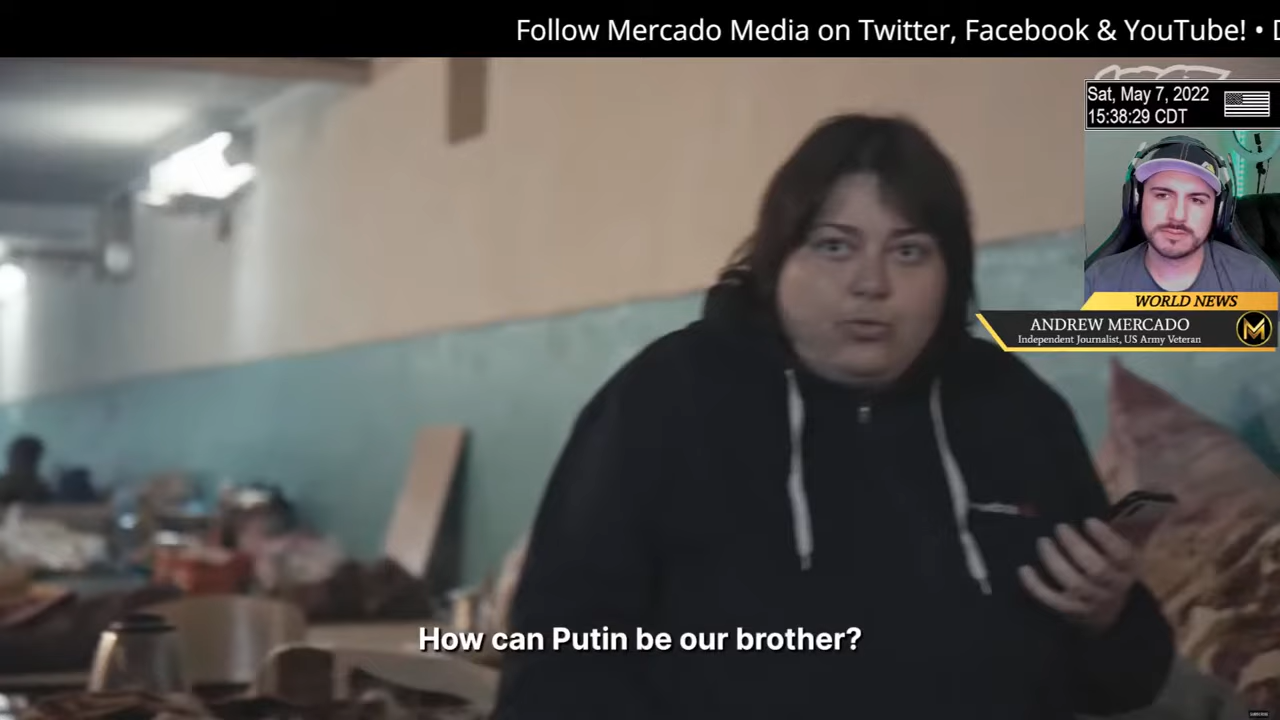 Follow Mercado Media on Twitter, Facebook & YouTube! •
Sat, May 7, 2022
15:38:29 CDT
WORLD NEWS
ANDREW MERCADO
Independent Journalist, US Army Veteran
M
How can Putin be our brother?